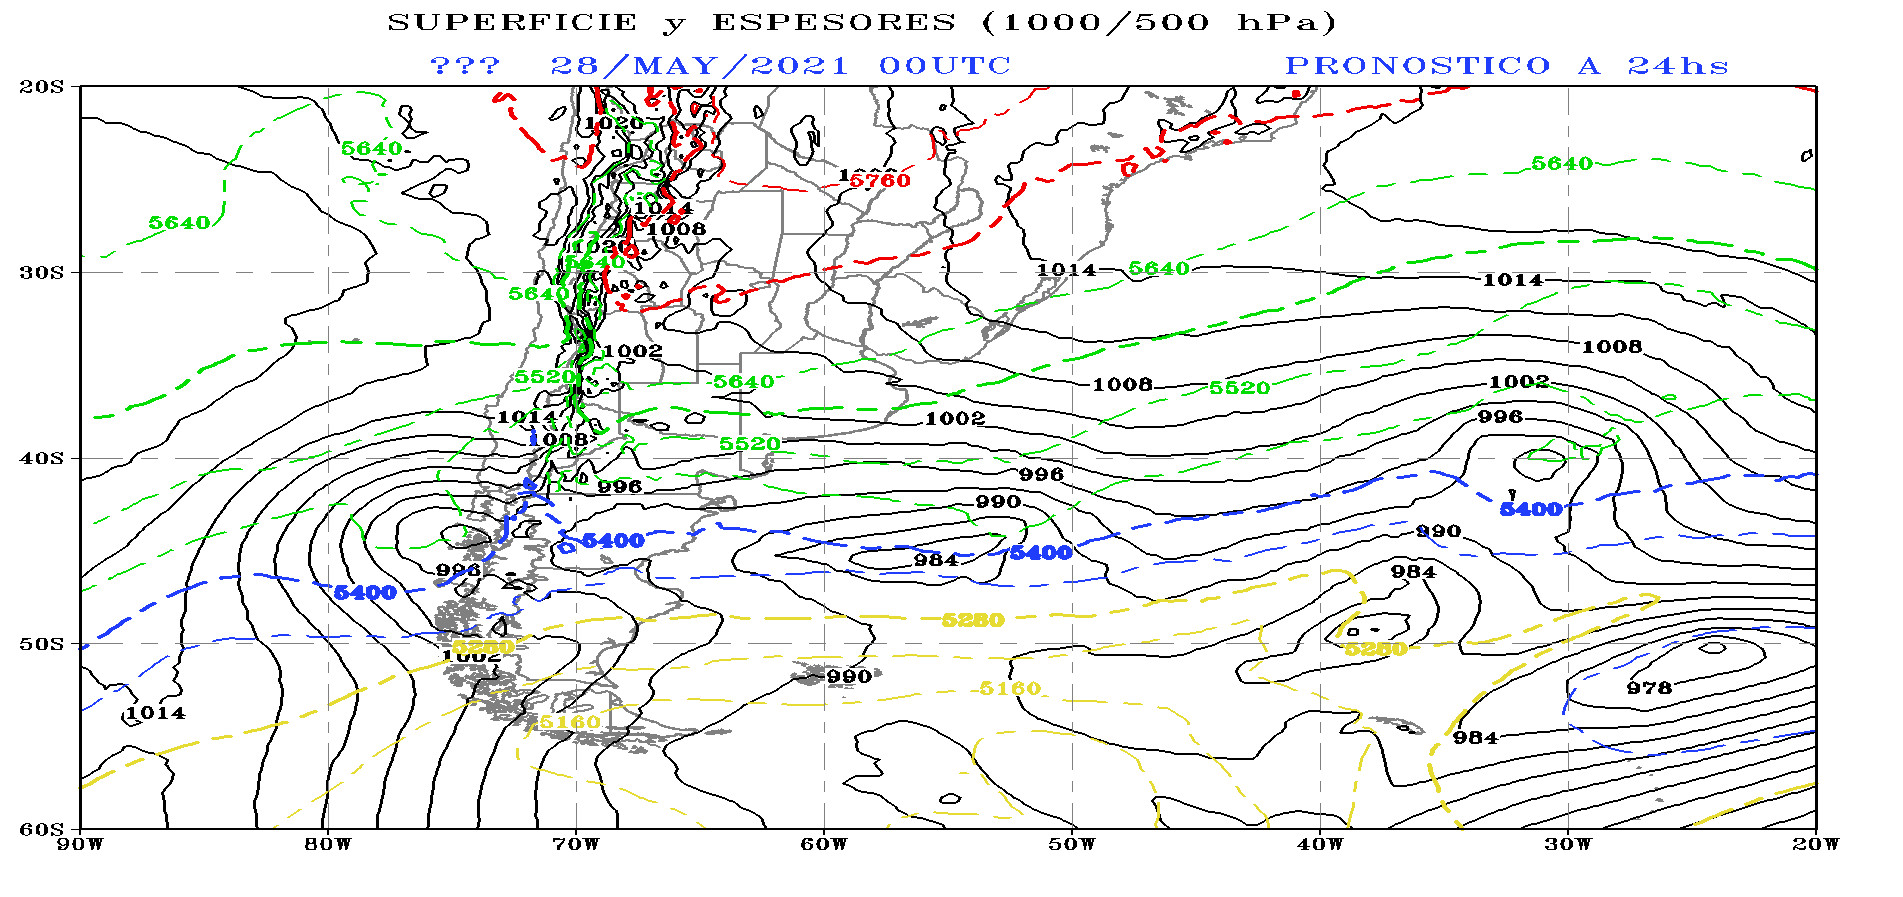 SUPERFICIE y ESPESORES (1000/500 hPa)
??? 28/MAY/2021 00UTC PRONOSTICO A 24hs
20S
1020
5640 5640
5760
1014
5640 1008
1020
5640
30S 1014 5640 1014
5640
1002 1008
5520 5640 1008 5520 1002
1014 1002 996
1008 5520
40S
996 996
990 5400
5400 5400 990
984
996 984
5400
5280
50S 5280 5280
1002
990 978
5160
1014 5160
984
60S
90W 80W 70W 60W 50W 40W 30W 20W